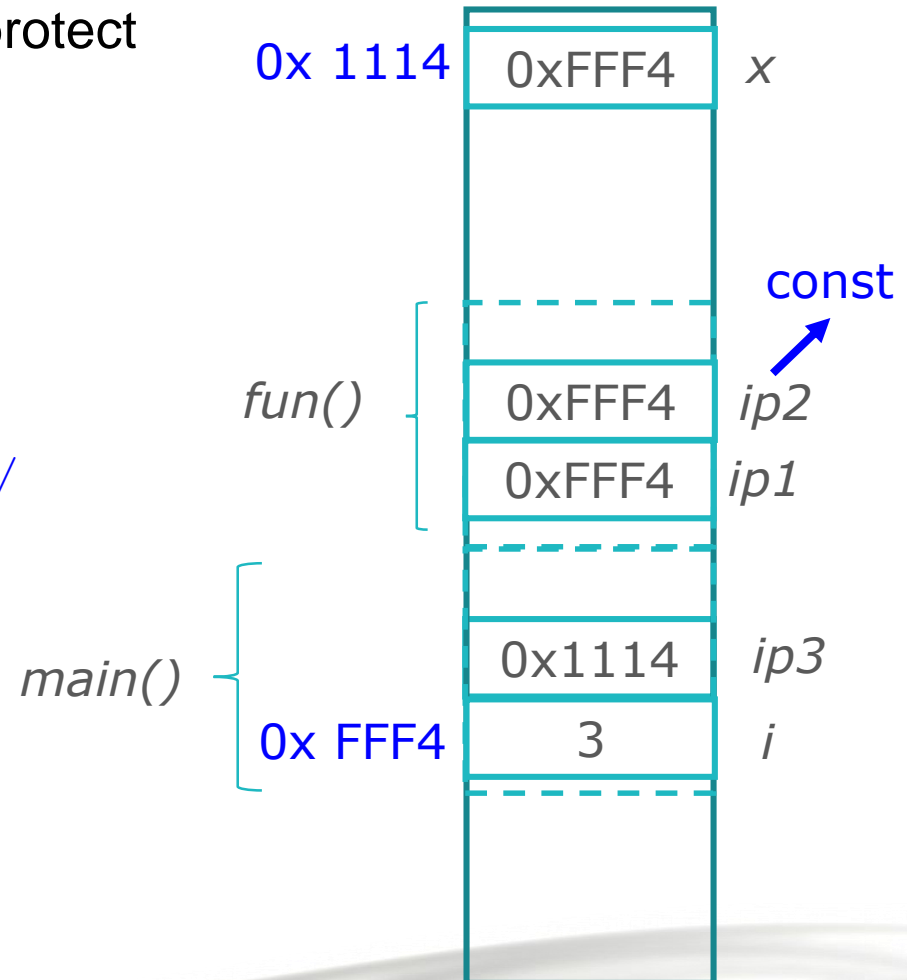 rotect
0x 1114 0xFFF4 x
const
fun() 0xFFF4 ip2
0xFFF4 ip1
/
main() 0x1114 ip3
0x FFF4 3 i